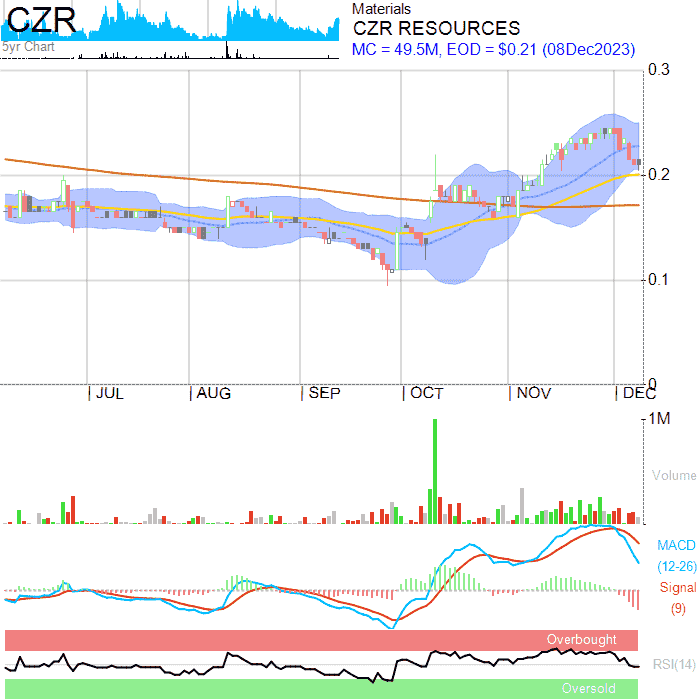 CZR
5yr Chart
Materials
CZR RESOURCES
MC = 49.5M, EOD = $0.21 (08Dec2023)
0.3
0.2
0.1
0
JUL AUG SEP OCT NOV DEC
1M
Volume
MACD
(12-26)
Signal
(9)
Overbought
RSI(14)
Oversold